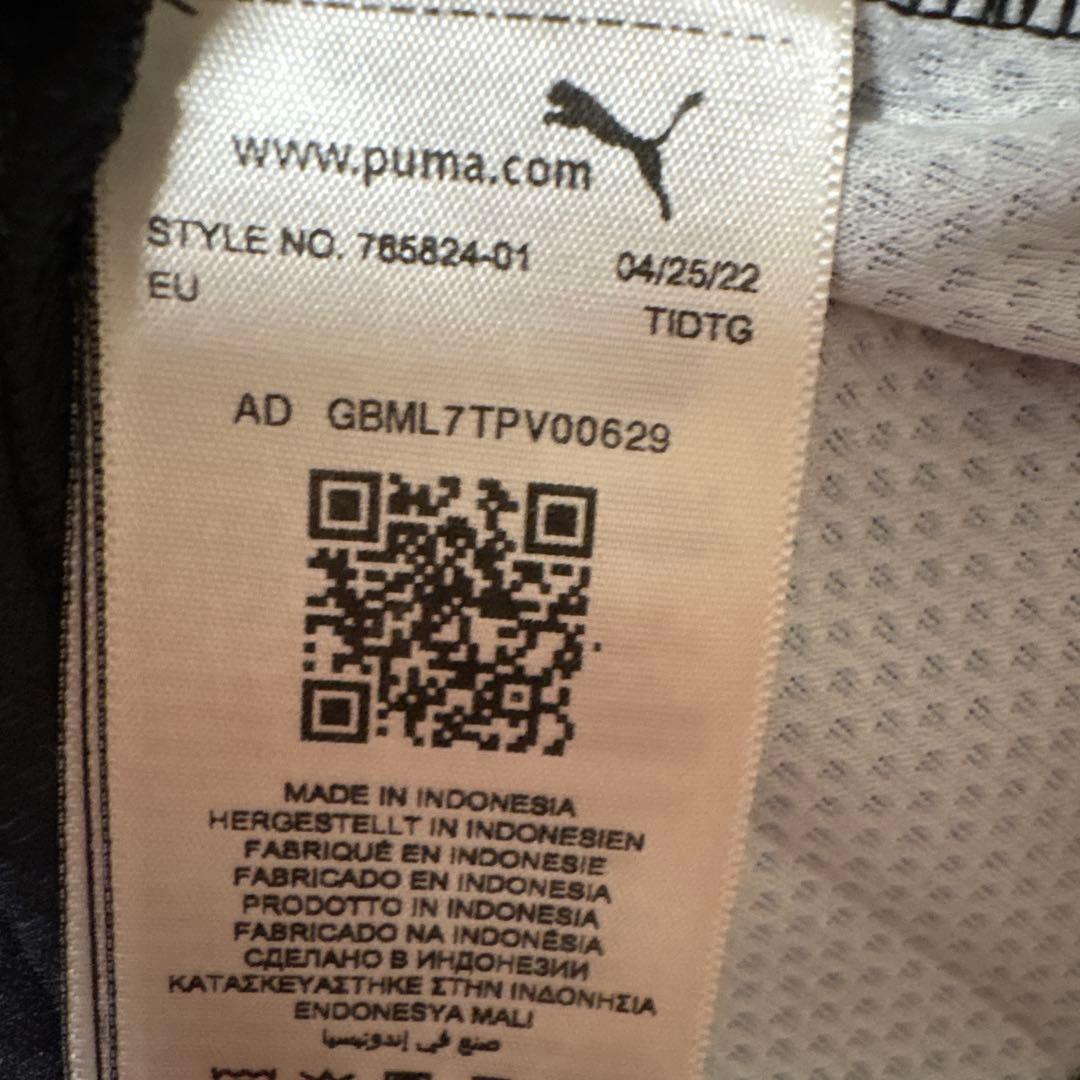 www.puma.com
STYLE NO. 765824-01 04/25/22
EU TIDTG
AD GBML7TPV00629
MADE IN INDONESIA
HERGESTELLT IN INDONESIEN
FABRIQUÉ EN INDONÉSIE
FABRICADO EN INDONESIA
PRODOTTO IN INDONESIA
FABRICADO NA INDONÉSIA
СДЕЛАНО В ИНДОНЕЗИИ
ΚΑΤΑΣΚΕΥΑΣΤΗΚΕ ΣΤΗΝ ΙΝΔΟΝΗΣΙΑ
ENDONESYA MALI
صنع في إندونيسيا